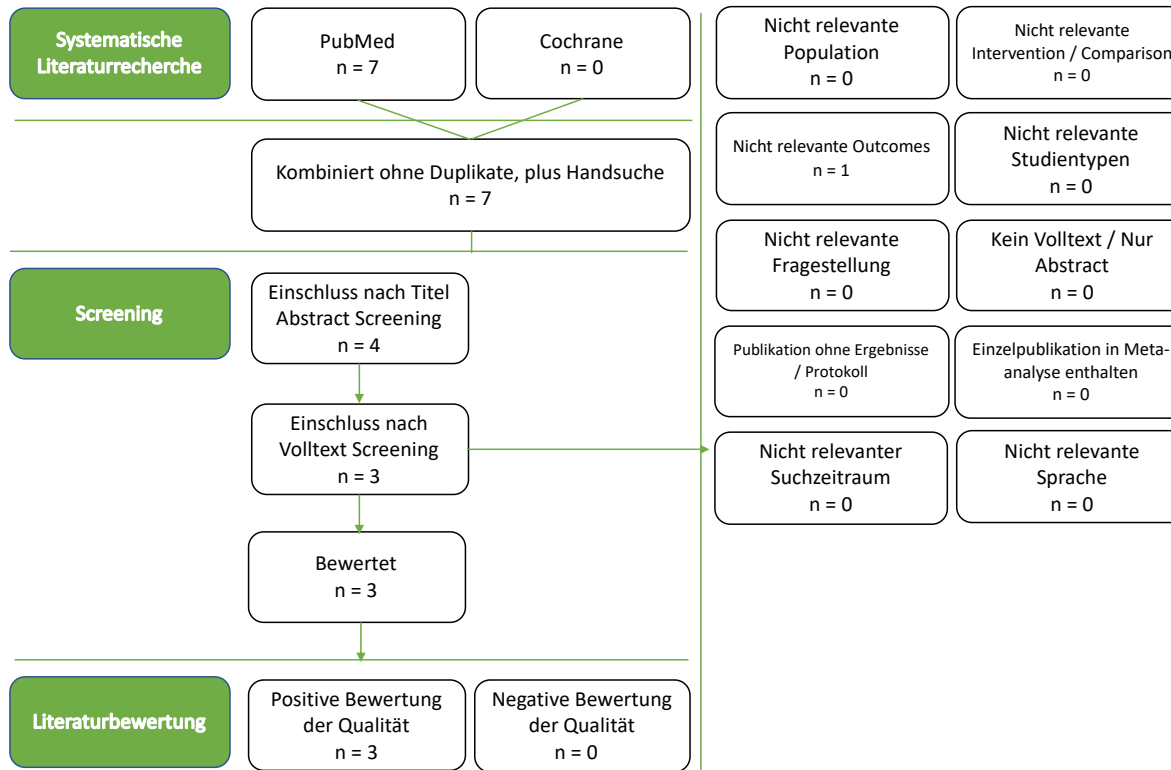 Systematische
Literaturrecherche
PubMed
n = 7
Cochrane
n = 0
Kombiniert ohne Duplikate, plus Handsuche
n = 7
Screening
Einschluss nach Titel
Abstract Screening
n = 4
Einschluss nach
Volltext Screening
n = 3
Bewertet
n = 3
Literaturbewertung
Positive Bewertung
der Qualität
n = 3
Negative Bewertung
der Qualität
n = 0
Nicht relevante
Population
n = 0
Nicht relevante
Intervention / Comparison
n = 0
Nicht relevante Outcomes
n = 1
Nicht relevante
Studientypen
n = 0
Nicht relevante
Fragestellung
n = 0
Kein Volltext / Nur
Abstract
n = 0
Publikation ohne Ergebnisse
/ Protokoll
n = 0
Einzelpublikation in Meta-
analyse enthalten
n = 0
Nicht relevanter
Suchzeitraum
n = 0
Nicht relevante
Sprache
n = 0